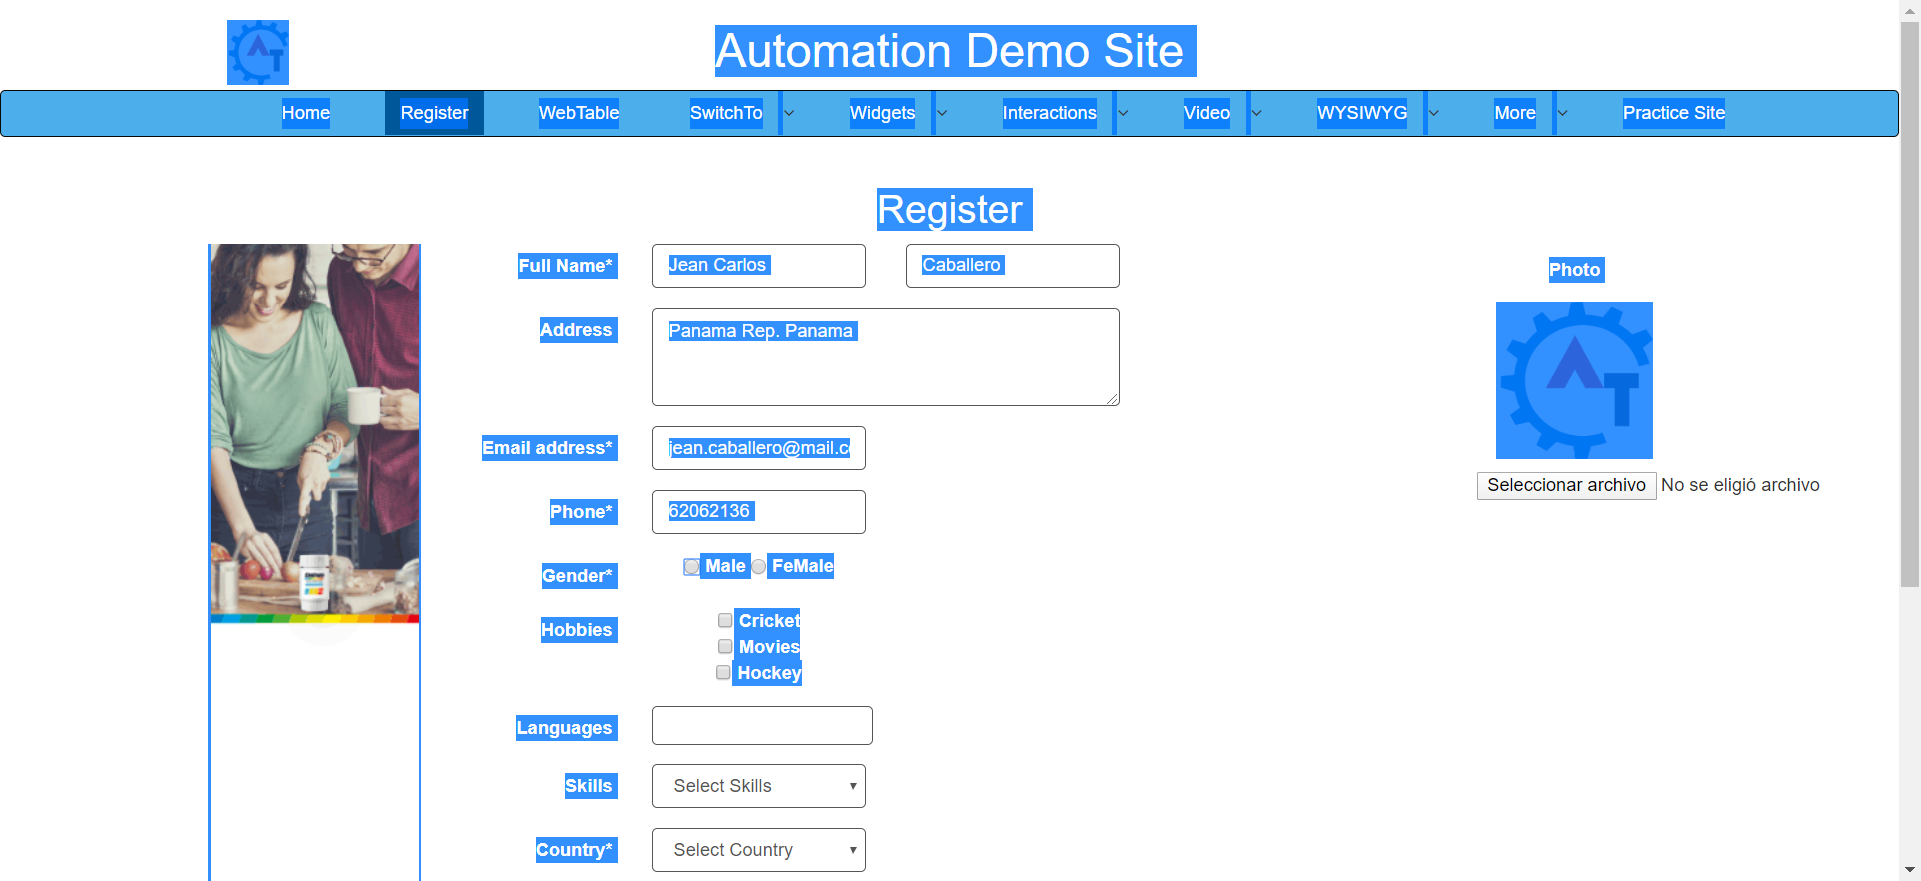 AT
Automation Demo Site
Home Register WebTable SwitchTo Widgets Interactions Video WYSIWYG More Practice Site
Register
Full Name* Jean Carlos Caballero
Photo
Address Panama Rep. Panama
AT
Email address* jean.caballero@mail.c
Seleccionar archivo No se eligió archivo
Phone* 62062136
Gender* Male FeMale
Hobbies Cricket
Movies
Hockey
Languages
Skills Select Skills
Country* Select Country